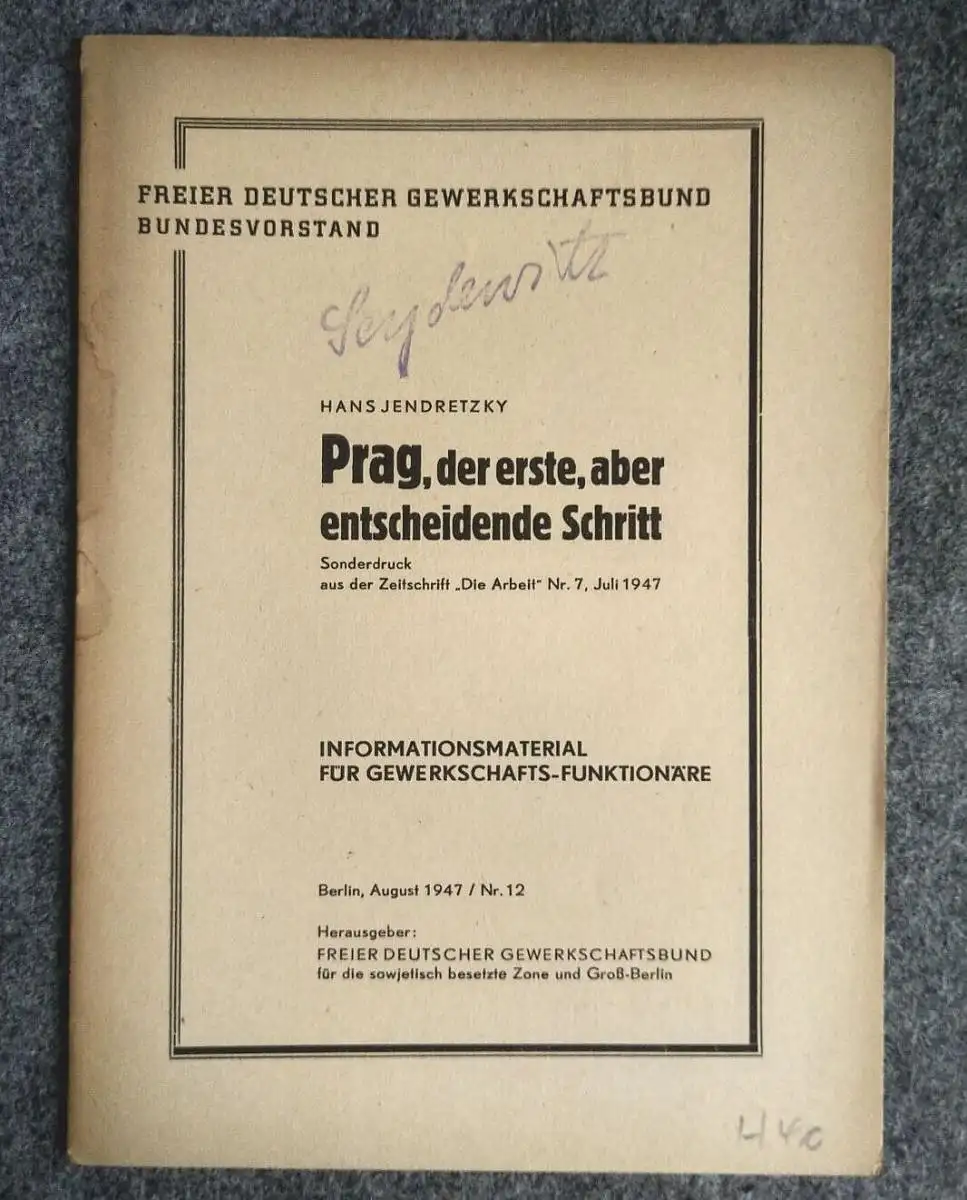 FREIER DEUTSCHER GEWERKSCHAFTSBUND
BUNDESVORSTAND
Seydewitz
HANS JENDRETZKY
Prag, der erste, aber
entscheidende Schritt
Sonderdruck
aus der Zeitschrift „Die Arbeit" Nr. 7, Juli 1947
INFORMATIONSMATERIAL
FÜR GEWERKSCHAFTS-FUNKTIONÄRE
Berlin, August 1947 / Nr. 12
Herausgeber:
FREIER DEUTSCHER GEWERKSCHAFTSBUND
für die sowjetisch besetzte Zone und Groß-Berlin